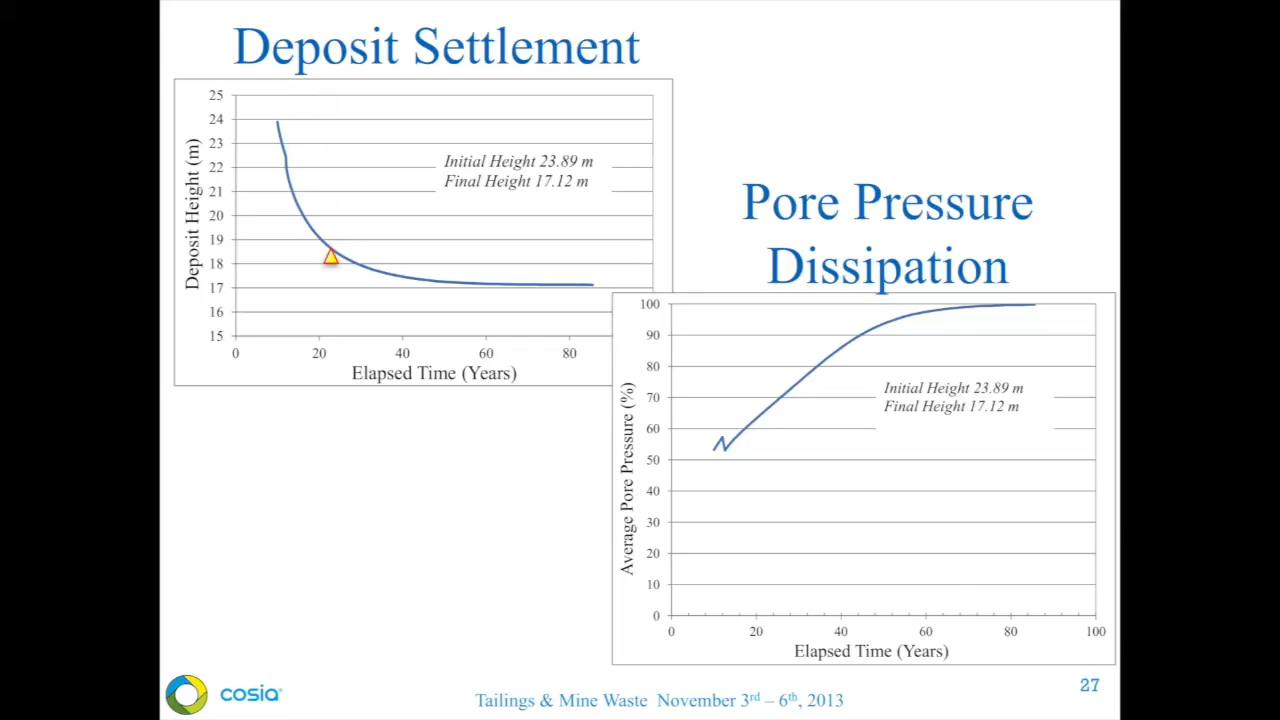 Deposit Settlement
25
24
23
22
21
20
19
18
17
16
15
Deposit Height (m)
Initial Height 23.89 m
Final Height 17.12 m
0 20 40 60 80
Elapsed Time (Years)
Pore Pressure
Dissipation
100
90
80
70
60
50
40
30
20
10
0
Average Pore Pressure (%)
Initial Height 23.89 m
Final Height 17.12 m
0 20 40 60 80 100
Elapsed Time (Years)
cosia
Tailings & Mine Waste November 3rd – 6th, 2013
27